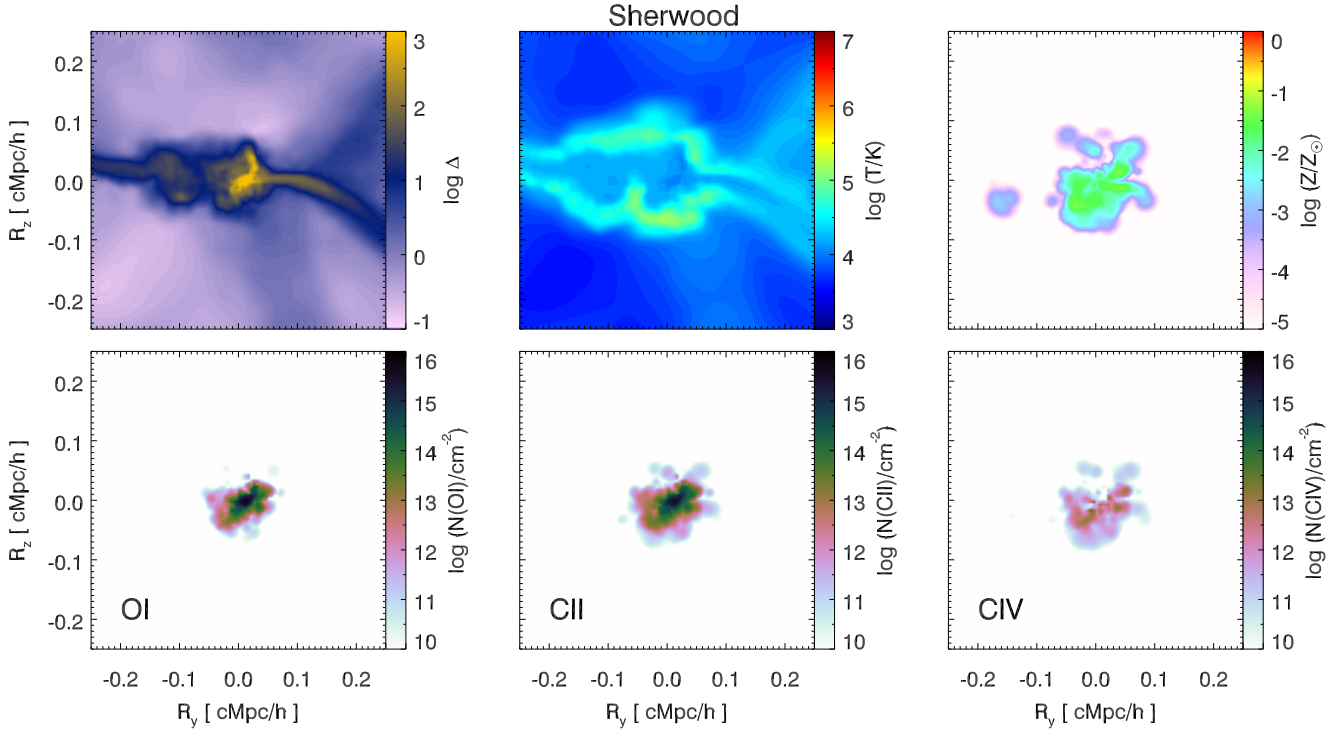 Sherwood
0.2
0.1
0.0
-0.1
-0.2
R_z [ cMpc/h ]
3
2
1
0
-1
log Δ
7
6
5
4
3
log (T/K)
0
-1
-2
-3
-4
-5
log (Z/Z_⊙)
0.2
0.1
0.0
-0.1
-0.2
R_z [ cMpc/h ]
OI
16
15
14
13
12
11
10
log (N(OI)/cm^-2)
CII
16
15
14
13
12
11
10
log (N(CII)/cm^-2)
CIV
16
15
14
13
12
11
10
log (N(CIV)/cm^-2)
-0.2 -0.1 0.0 0.1 0.2
R_y [ cMpc/h ]
-0.2 -0.1 0.0 0.1 0.2
R_y [ cMpc/h ]
-0.2 -0.1 0.0 0.1 0.2
R_y [ cMpc/h ]